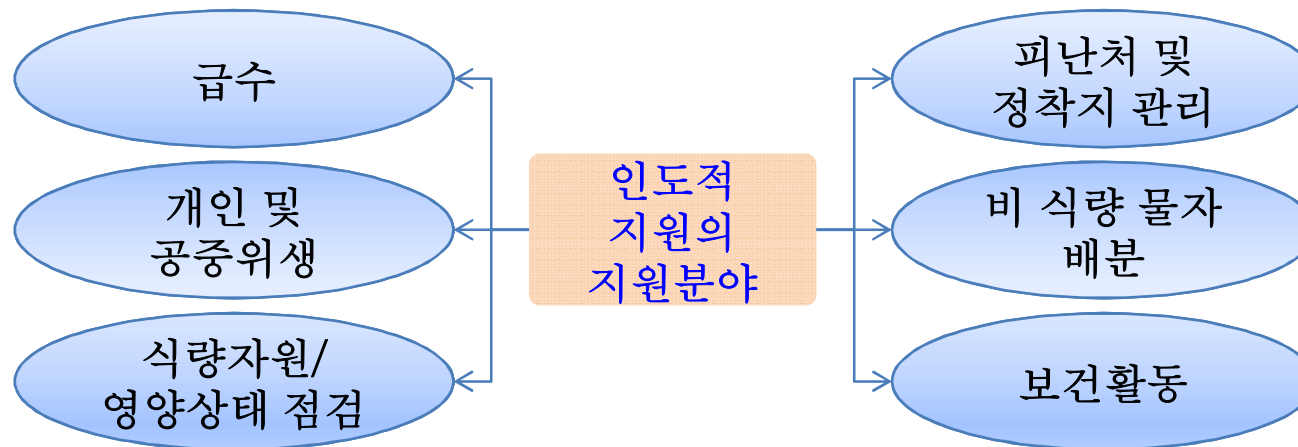 급수
개인 및
공중위생
식량자원/
영양상태 점검
인도적
지원의
지원분야
피난처 및
정착지 관리
비 식량 물자
배분
보건활동